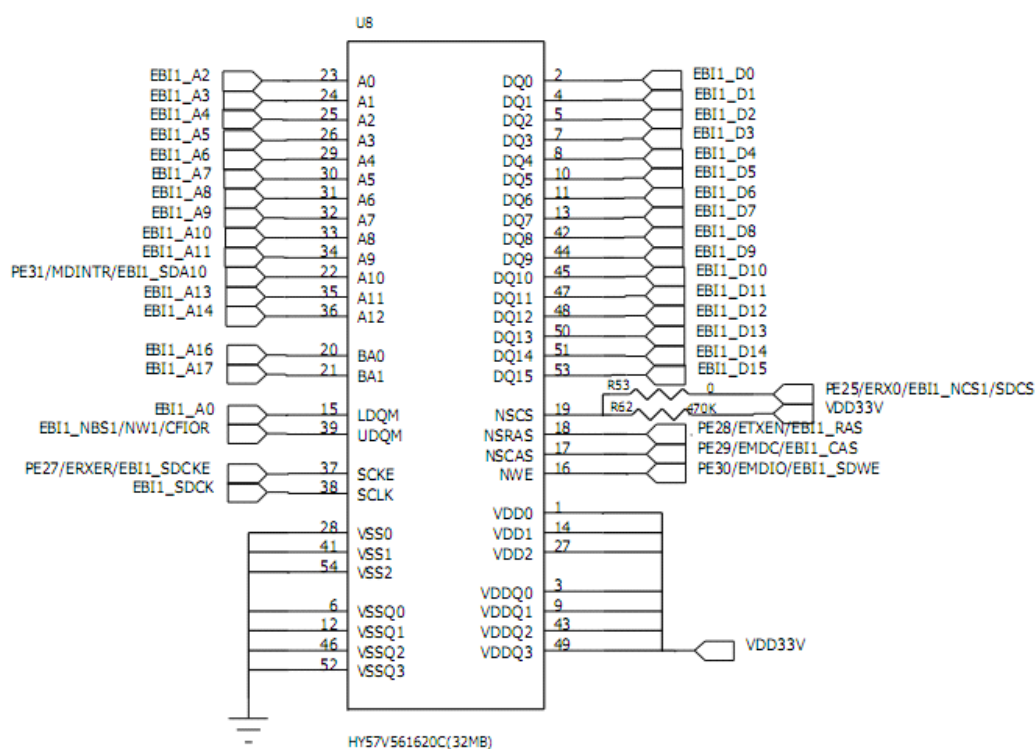 U8
EBI1_A2 23 A0 DQ0 2 EBI1_D0
EBI1_A3 24 A1 DQ1 4 EBI1_D1
EBI1_A4 25 A2 DQ2 5 EBI1_D2
EBI1_A5 26 A3 DQ3 7 EBI1_D3
EBI1_A6 29 A4 DQ4 8 EBI1_D4
EBI1_A7 30 A5 DQ5 10 EBI1_D5
EBI1_A8 31 A6 DQ6 11 EBI1_D6
EBI1_A9 32 A7 DQ7 13 EBI1_D7
EBI1_A10 33 A8 DQ8 42 EBI1_D8
EBI1_A11 34 A9 DQ9 44 EBI1_D9
PE31/MDINTR/EBI1_SDA10 22 A10 DQ10 45 EBI1_D10
EBI1_A13 35 A11 DQ11 47 EBI1_D11
EBI1_A14 36 A12 DQ12 48 EBI1_D12
DQ13 50 EBI1_D13
EBI1_A16 20 BA0 DQ14 51 EBI1_D14
EBI1_A17 21 BA1 DQ15 53 EBI1_D15
R53 0 PE25/ERX0/EBI1_NCS1/SDCS
EBI1_A0 15 LDQM NSCS 19 R62 470K VDD33V
EBI1_NBS1/NW1/CFIOR 39 UDQM NSRAS 18 PE28/ETXEN/EBI1_RAS
NSCAS 17 PE29/EMDC/EBI1_CAS
PE27/ERXER/EBI1_SDCKE 37 SCKE NWE 16 PE30/EMDIO/EBI1_SDWE
EBI1_SDCK 38 SCLK
VDD0 1
28 VSS0 VDD1 14
41 VSS1 VDD2 27
54 VSS2
VDDQ0 3
6 VSSQ0 VDDQ1 9
12 VSSQ1 VDDQ2 43
46 VSSQ2 VDDQ3 49 VDD33V
52 VSSQ3
HY57V561620C(32MB)